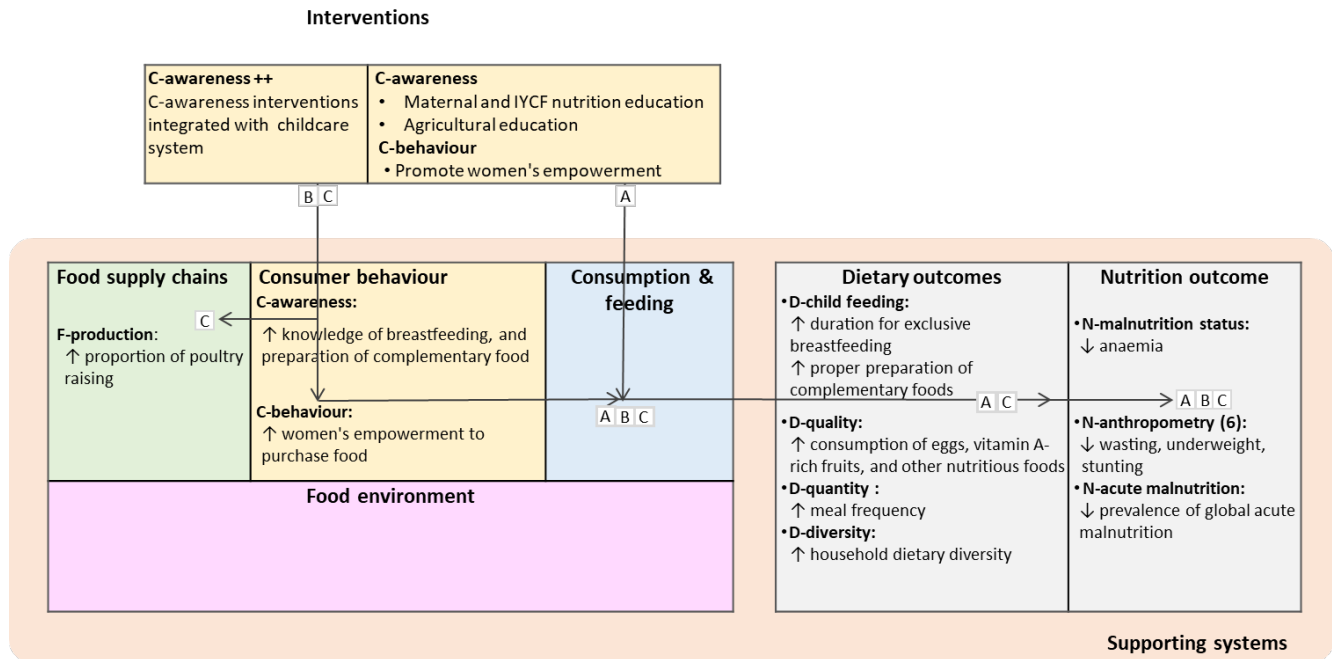 Interventions
C-awareness ++
C-awareness interventions
integrated with childcare
system
C-awareness
• Maternal and IYCF nutrition education
• Agricultural education
C-behaviour
• Promote women's empowerment
B C
A
Food supply chains
F-production:
↑ proportion of poultry
raising
C
Consumer behaviour
C-awareness:
↑ knowledge of breastfeeding, and
preparation of complementary food
C-behaviour:
↑ women's empowerment to
purchase food
Consumption &
feeding
A B C
Food environment
Dietary outcomes
•D-child feeding:
↑ duration for exclusive
breastfeeding
↑ proper preparation of
complementary foods
A C
•D-quality:
↑ consumption of eggs, vitamin A-
rich fruits, and other nutritious foods
•D-quantity :
↑ meal frequency
•D-diversity:
↑ household dietary diversity
Nutrition outcome
•N-malnutrition status:
↓ anaemia
A B C
•N-anthropometry (6):
↓ wasting, underweight,
stunting
•N-acute malnutrition:
↓ prevalence of global acute
malnutrition
Supporting systems